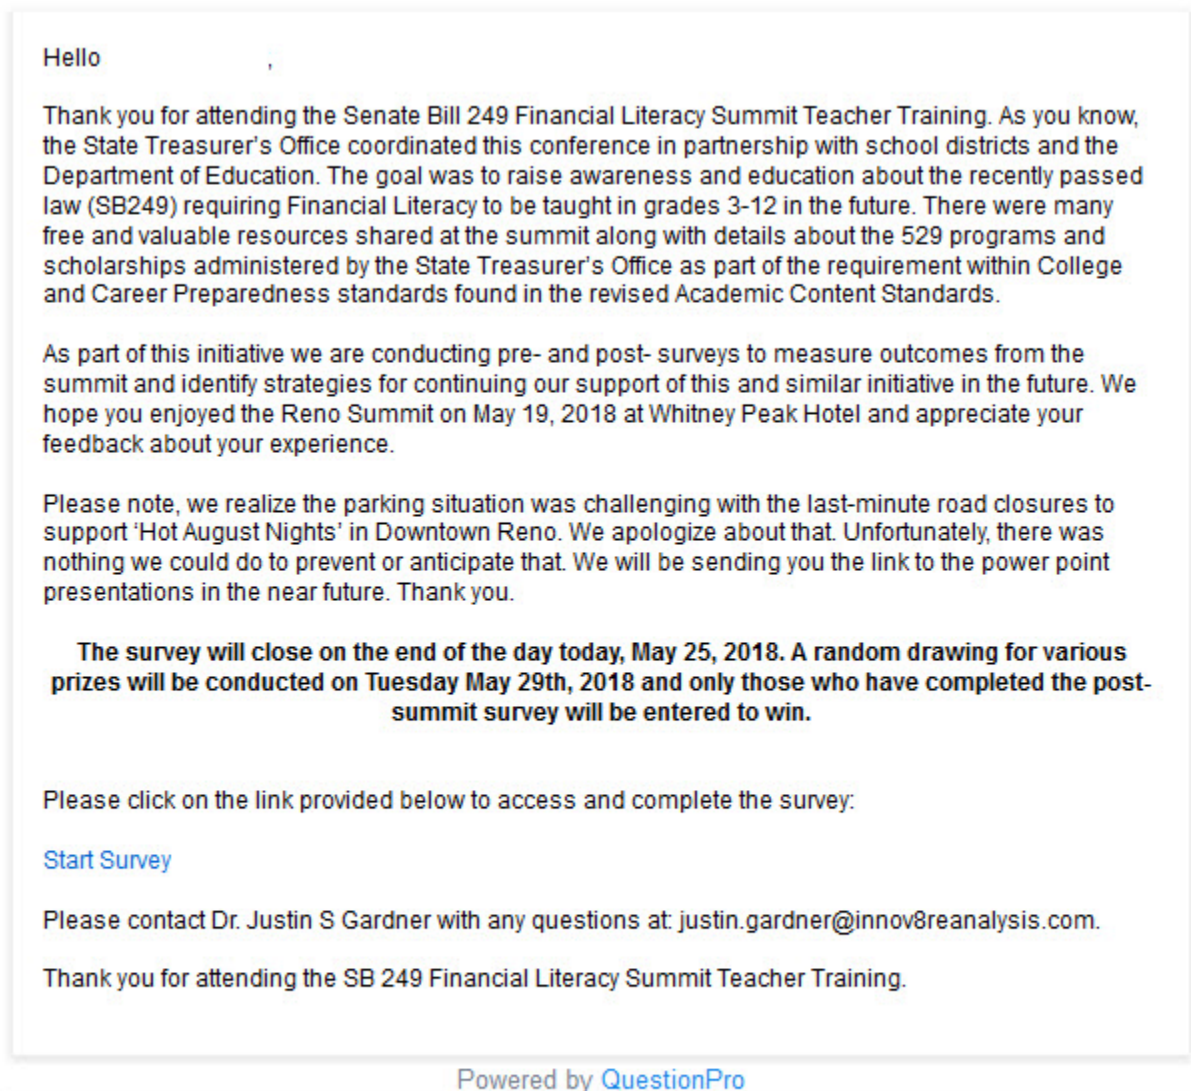 Hello ,
Thank you for attending the Senate Bill 249 Financial Literacy Summit Teacher Training. As you know,
the State Treasurer's Office coordinated this conference in partnership with school districts and the
Department of Education. The goal was to raise awareness and education about the recently passed
law (SB249) requiring Financial Literacy to be taught in grades 3-12 in the future. There were many
free and valuable resources shared at the summit along with details about the 529 programs and
scholarships administered by the State Treasurer's Office as part of the requirement within College
and Career Preparedness standards found in the revised Academic Content Standards.
As part of this initiative we are conducting pre- and post- surveys to measure outcomes from the
summit and identify strategies for continuing our support of this and similar initiative in the future. We
hope you enjoyed the Reno Summit on May 19, 2018 at Whitney Peak Hotel and appreciate your
feedback about your experience.
Please note, we realize the parking situation was challenging with the last-minute road closures to
support ‘Hot August Nights’ in Downtown Reno. We apologize about that. Unfortunately, there was
nothing we could do to prevent or anticipate that. We will be sending you the link to the power point
presentations in the near future. Thank you.
The survey will close on the end of the day today, May 25, 2018. A random drawing for various
prizes will be conducted on Tuesday May 29th, 2018 and only those who have completed the post-
summit survey will be entered to win.
Please click on the link provided below to access and complete the survey:
Start Survey
Please contact Dr. Justin S Gardner with any questions at: justin.gardner@innov8reanalysis.com.
Thank you for attending the SB 249 Financial Literacy Summit Teacher Training.
Powered by QuestionPro